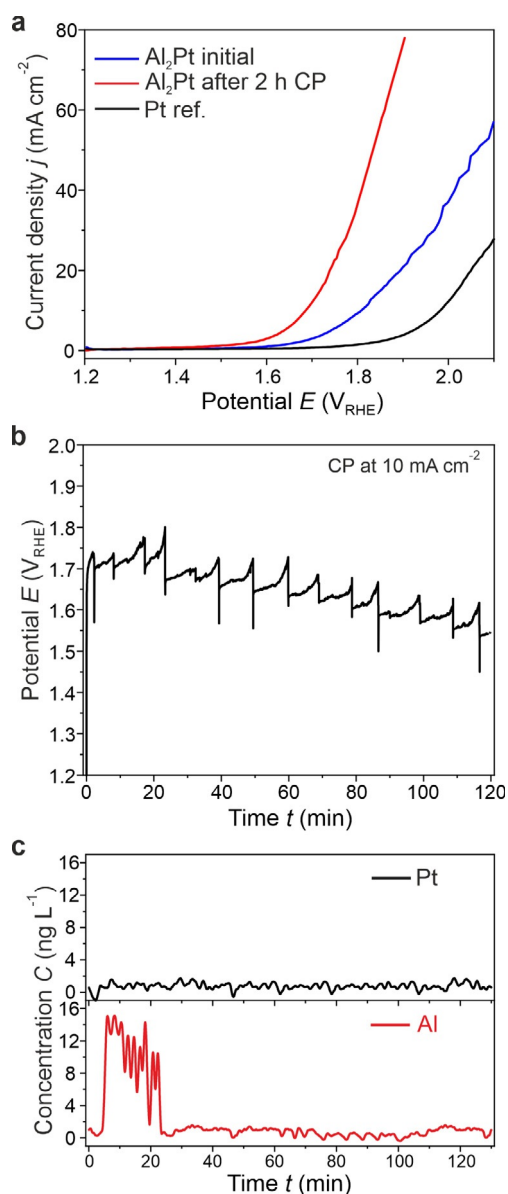 a
80
60
40
20
0
Current density j (mA cm⁻²)
Al₂Pt initial
Al₂Pt after 2 h CP
Pt ref.
1.2 1.4 1.6 1.8 2.0
Potential E (V_RHE)
b
2.0
1.9
1.8
1.7
1.6
1.5
1.4
1.3
1.2
Potential E (V_RHE)
CP at 10 mA cm⁻²
0 20 40 60 80 100 120
Time t (min)
c
16
12
8
4
0
Concentration C (ng L⁻¹)
Pt
16
12
8
4
0
Al
0 20 40 60 80 100 120
Time t (min)